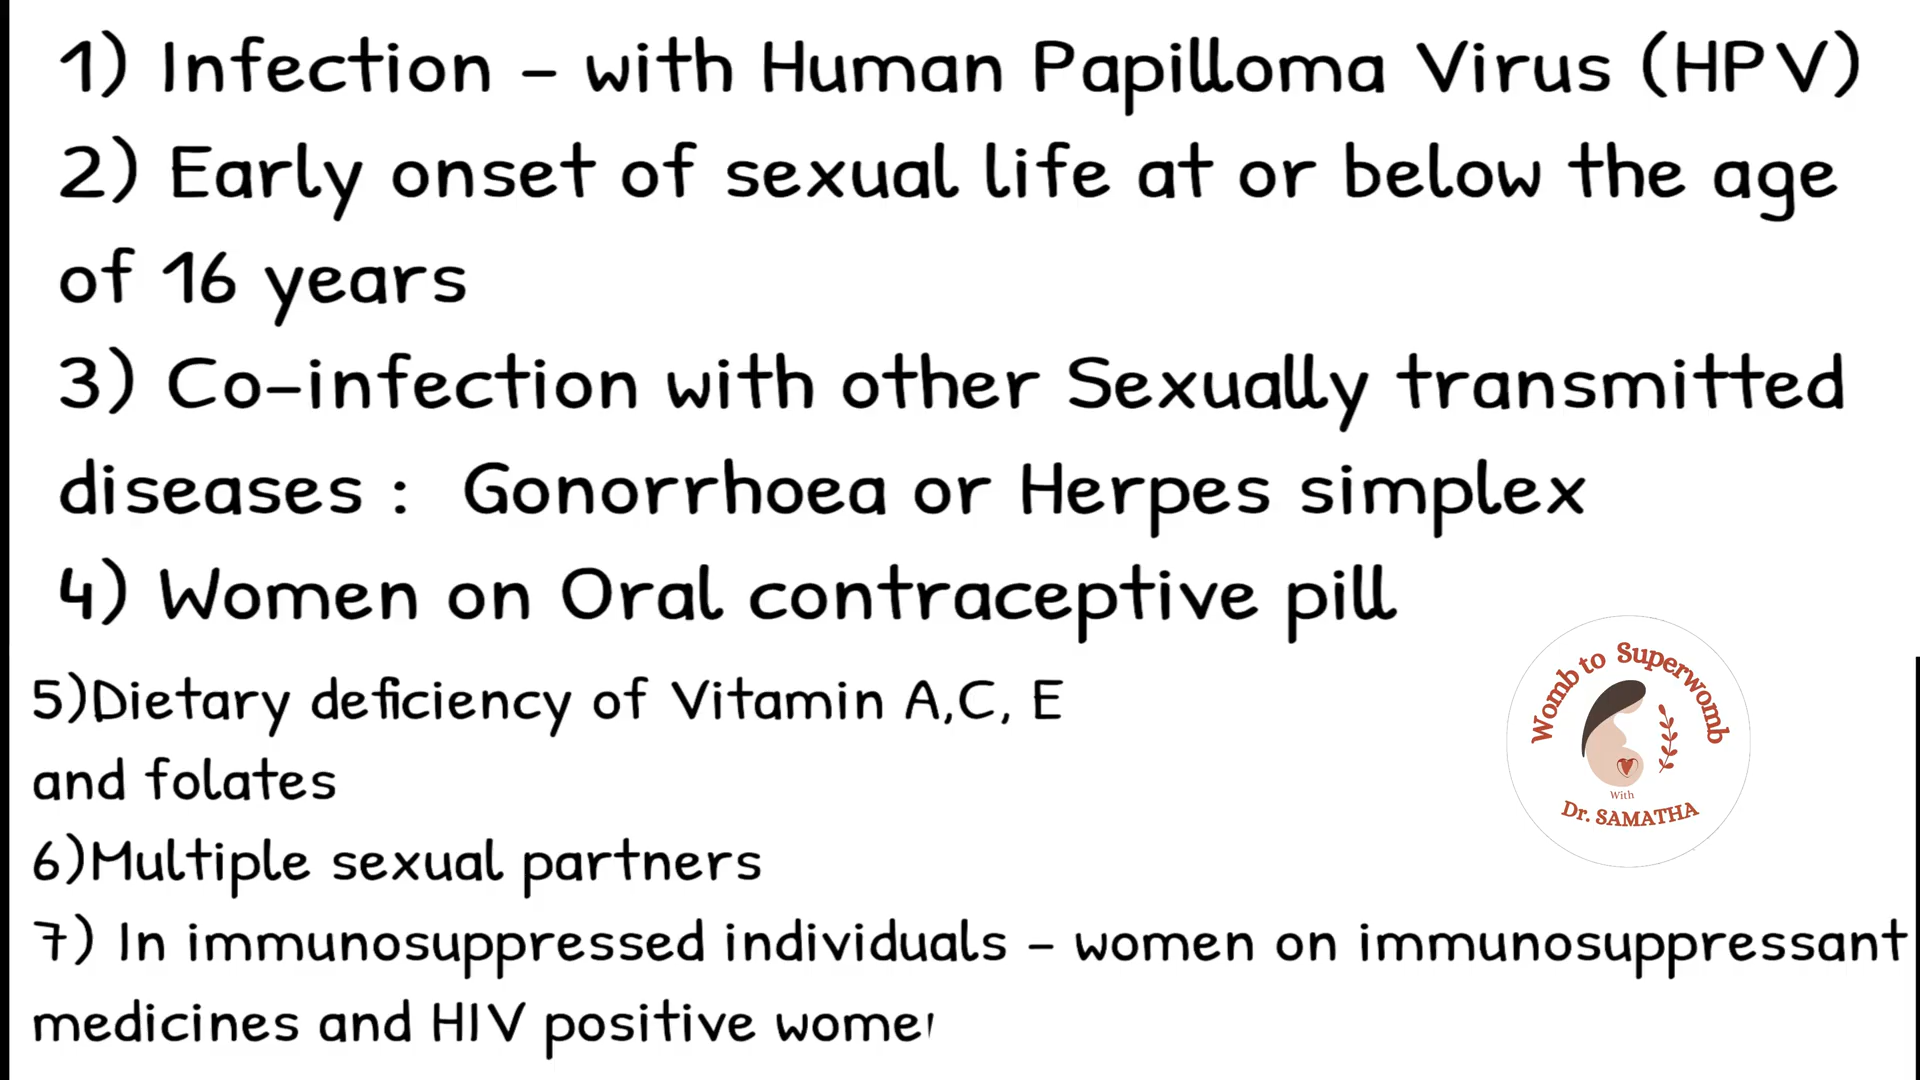 1) Infection - with Human Papilloma Virus (HPV)
2) Early onset of sexual life at or below the age
of 16 years
3) Co-infection with other Sexually transmitted
diseases :  Gonorrhoea or Herpes simplex
4) Women on Oral contraceptive pill
5)Dietary deficiency of Vitamin A,C, E
and folates
6)Multiple sexual partners
7) In immunosuppressed individuals - women on immunosuppressant
medicines and HIV positive
Womb to Superwomb
With
Dr. SAMATHA